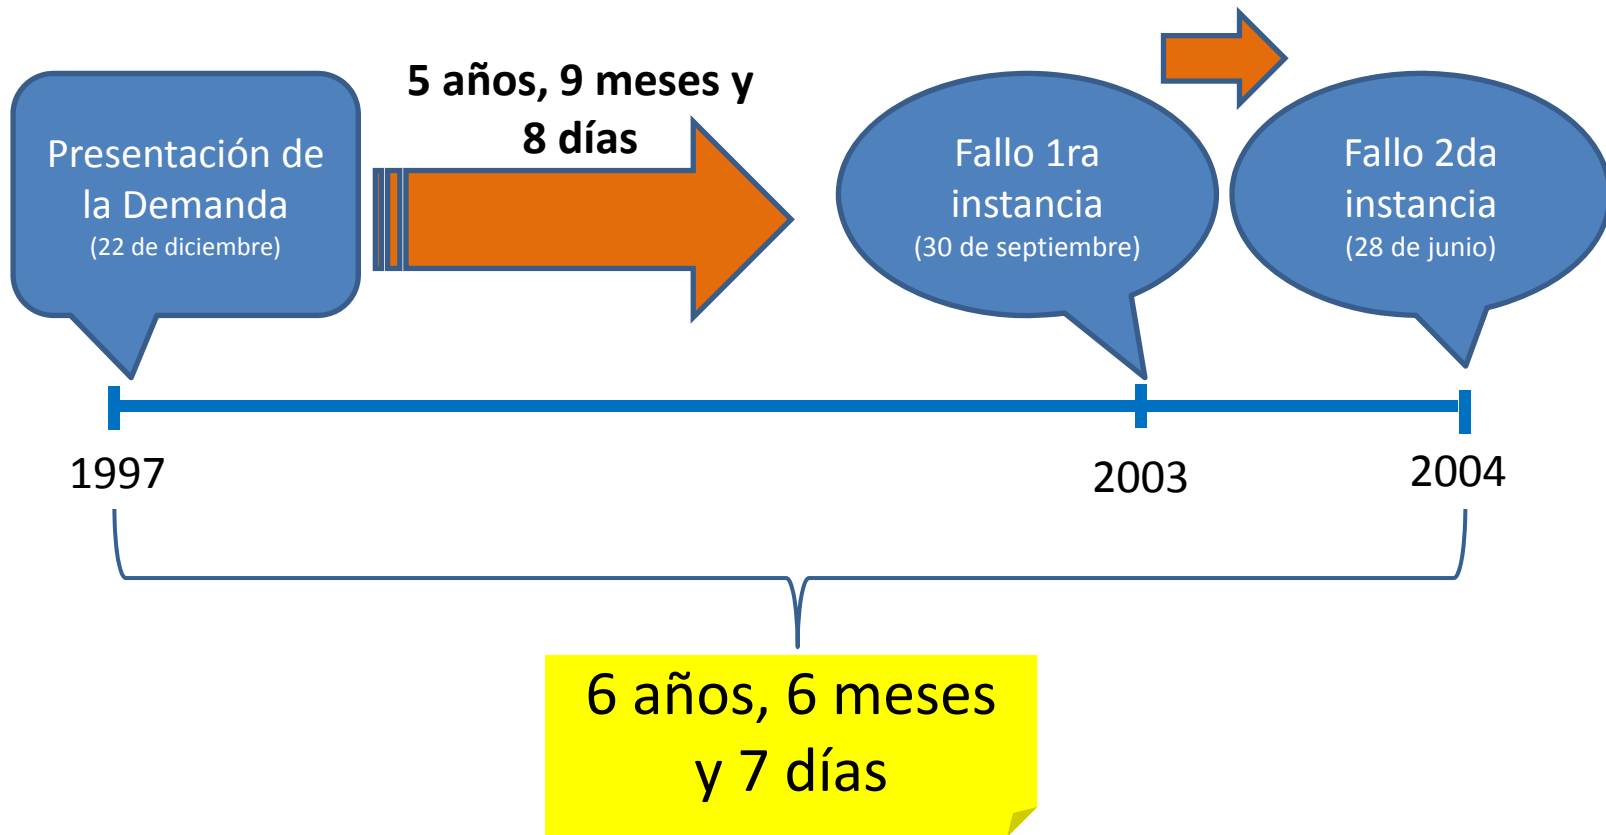 Presentación de
la Demanda
(22 de diciembre)
5 años, 9 meses y
8 días
Fallo 1ra
instancia
(30 de septiembre)
Fallo 2da
instancia
(28 de junio)
1997
2003
2004
6 años, 6 meses
y 7 días